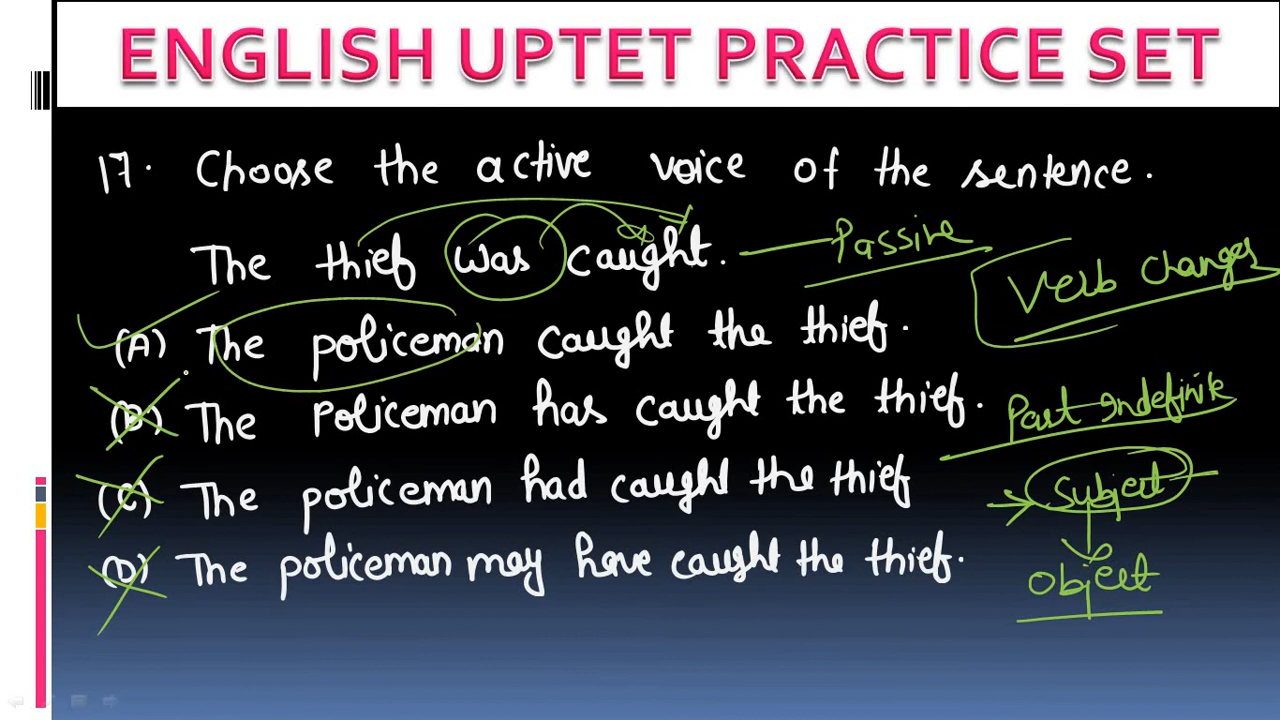 ENGLISH UPTET PRACTICE SET
17. Choose the active voice of the sentence.
The thief was caught. Passive
Verb changes
(A) The policeman caught the thief.
(B) The policeman has caught the thief.
Past indefinite
(C) The policeman had caught the thief
Subject
(D) The policeman may have caught the thief.
object